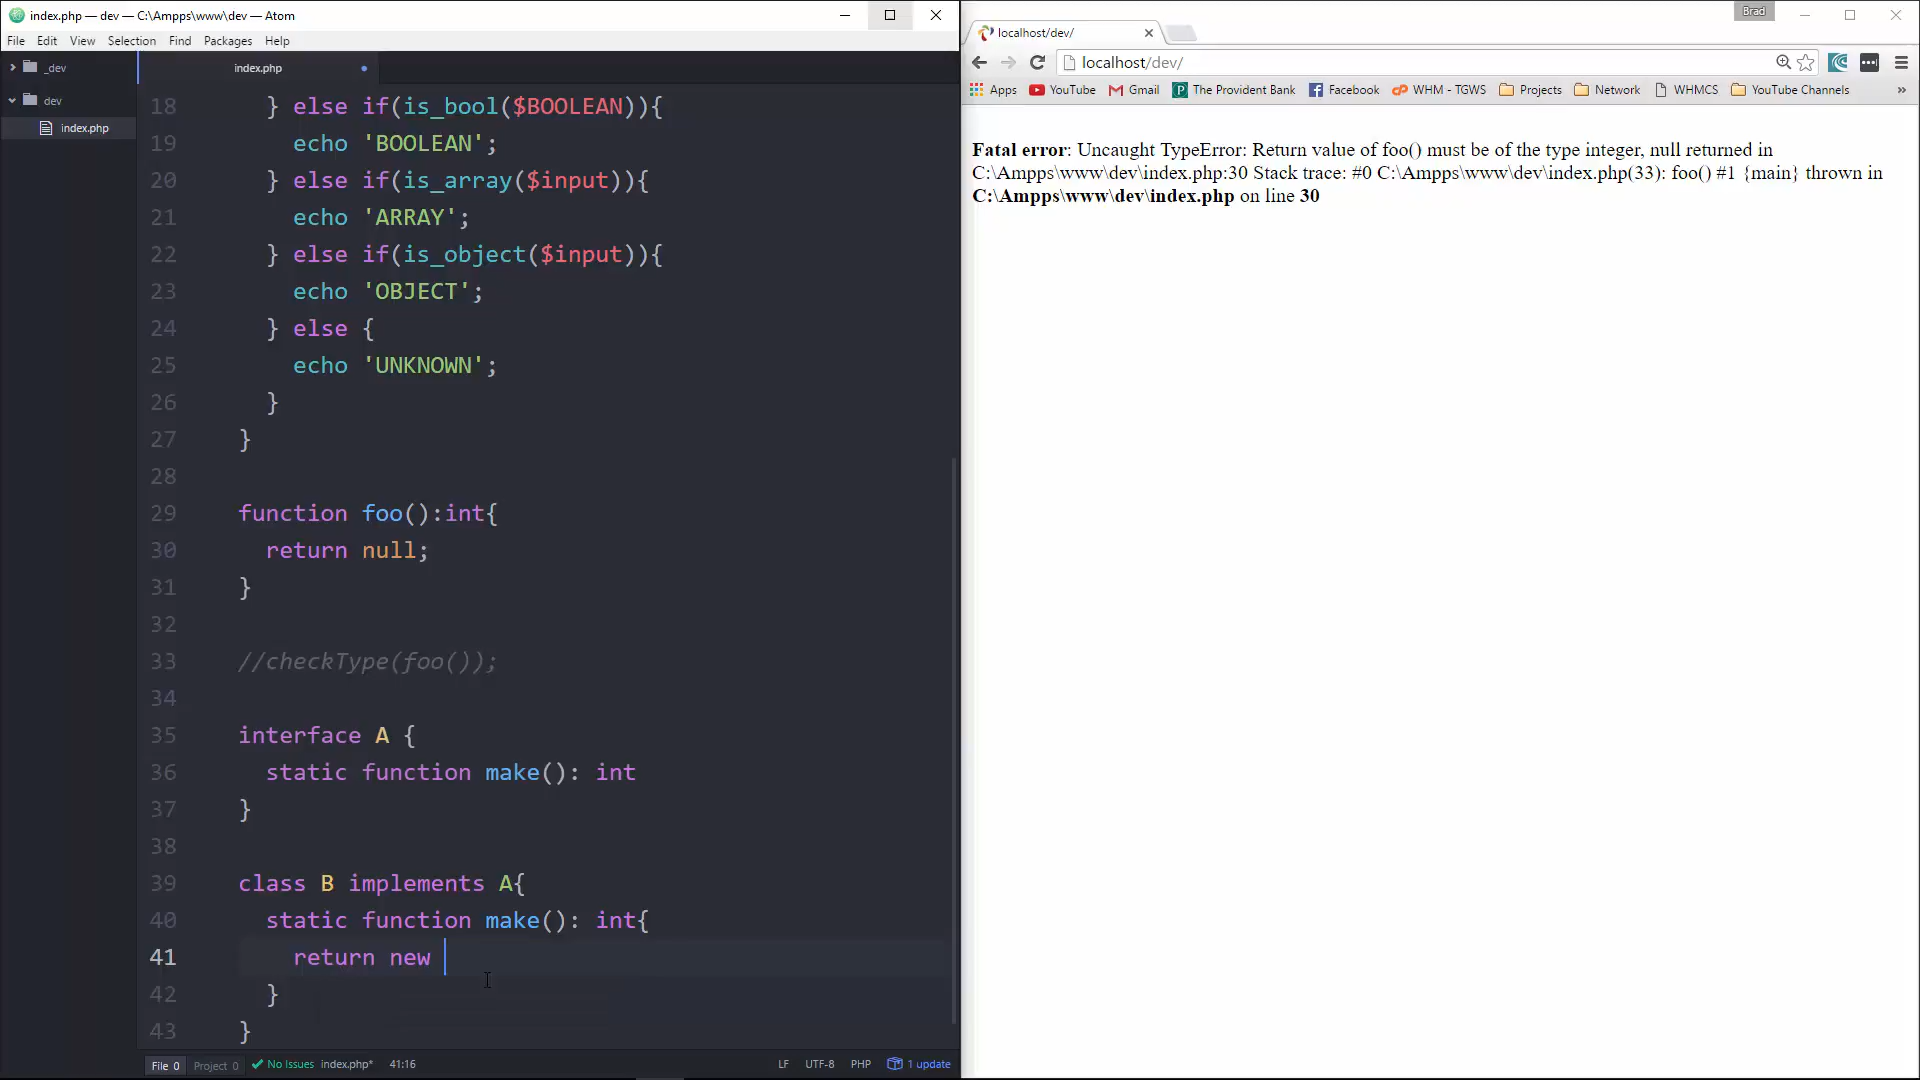 index.php — dev — C:\Ampps\www\dev — Atom
File Edit View Selection Find Packages Help
_dev
dev
index.php
index.php
18 } else if(is_bool($BOOLEAN)){
19 echo 'BOOLEAN';
20 } else if(is_array($input)){
21 echo 'ARRAY';
22 } else if(is_object($input)){
23 echo 'OBJECT';
24 } else {
25 echo 'UNKNOWN';
26 }
27 }
28
29 function foo():int{
30 return null;
31 }
32
33 //checkType(foo());
34
35 interface A {
36 static function make(): int
37 }
38
39 class B implements A{
40 static function make(): int{
41 return new
42 }
43 }
File 0 Project 0 No Issues index.php* 41:16 LF UTF-8 PHP 1 update
Brad
localhost/dev/
localhost/dev/
Apps YouTube Gmail The Provident Bank Facebook WHM - TGWS Projects Network WHMCS YouTube Channels »
Fatal error: Uncaught TypeError: Return value of foo() must be of the type integer, null returned in
C:\Ampps\www\dev\index.php:30 Stack trace: #0 C:\Ampps\www\dev\index.php(33): foo() #1 {main} thrown in
C:\Ampps\www\dev\index.php on line 30